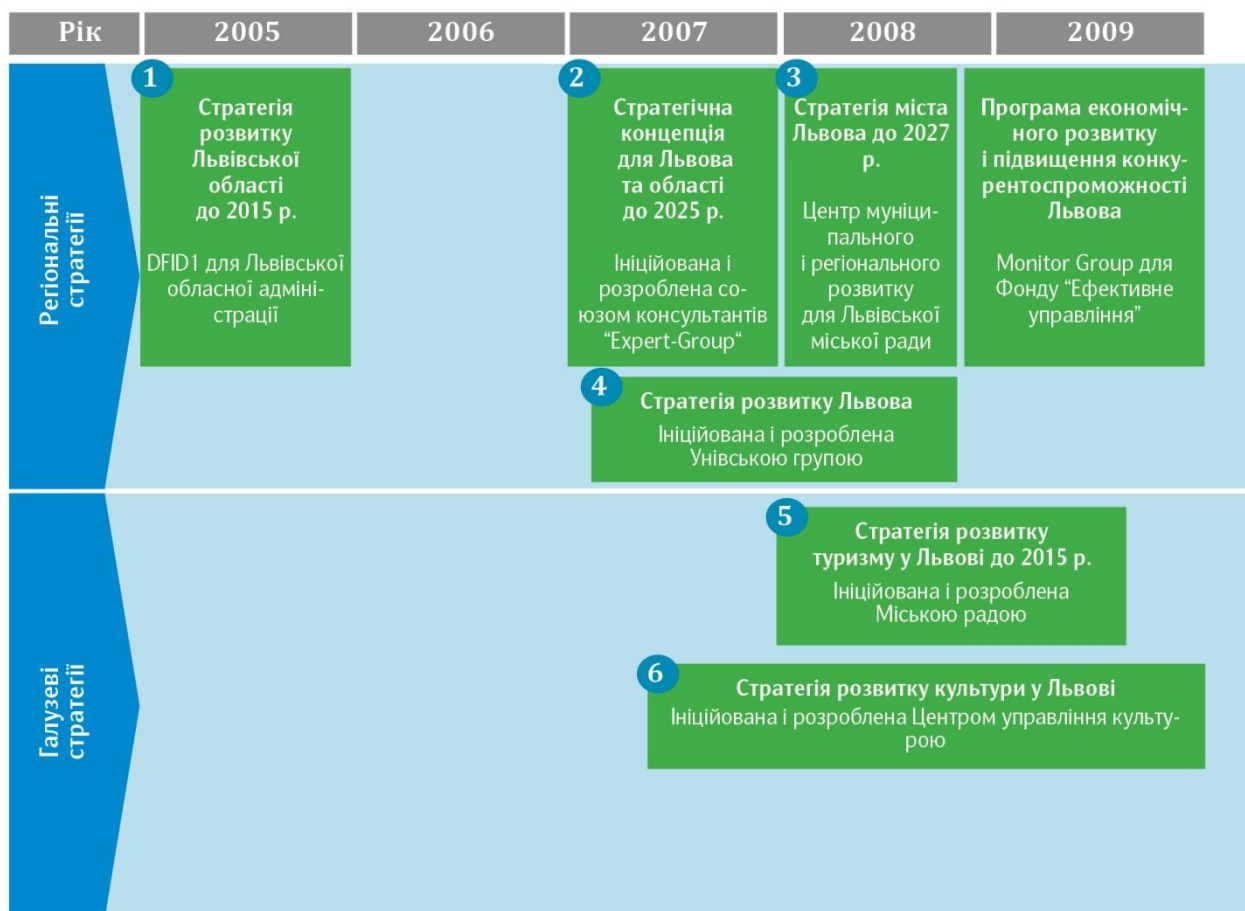 Рік
2005
2006
2007
2008
2009
Регіональні
стратегії
1
Стратегія
розвитку
Львівської
області
до 2015 р.
DFID1 для Львівської
обласної адміні-
страції
2
Стратегічна
концепція
для Львова
та області
до 2025 р.
Ініційована і
розроблена со-
юзом консультантів
“Expert-Group“
3
Стратегія міста
Львова до 2027
р.
Центр муніци-
пального
і регіонального
розвитку
для Львівської
міської ради
Програма економіч-
ного розвитку
і підвищення конку-
рентоспроможності
Львова
Monitor Group для
Фонду “Ефективне
управління”
4
Стратегія розвитку Львова
Ініційована і розроблена
Унівською групою
Галузеві
стратегії
5
Стратегія розвитку
туризму у Львові до 2015 р.
Ініційована і розроблена
Міською радою
6
Стратегія розвитку культури у Львові
Ініційована і розроблена Центром управління культу-
рою